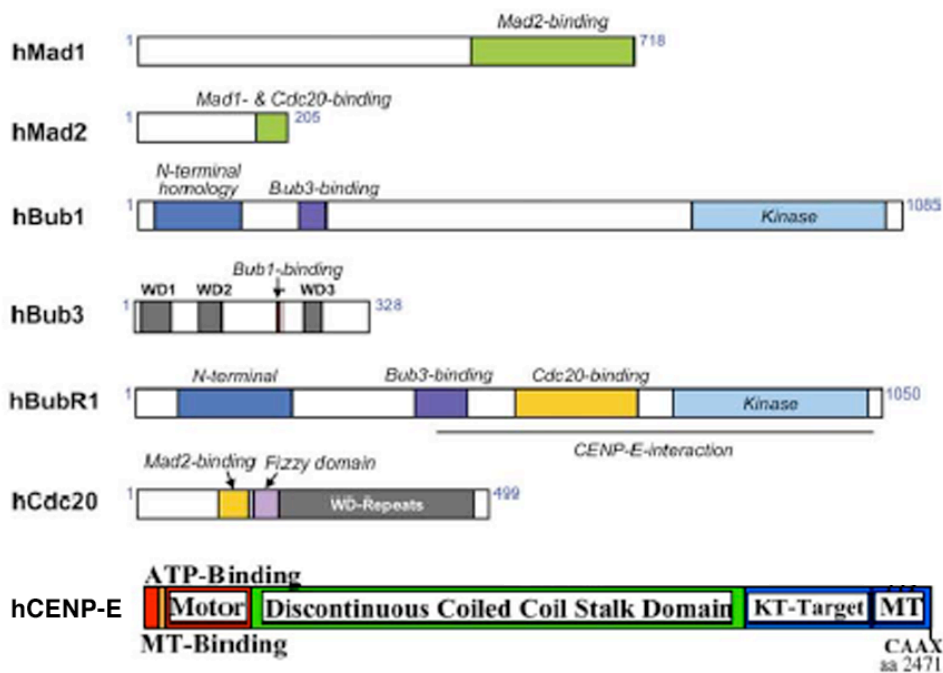 Mad2-binding
hMad1 1 718
Mad1- & Cdc20-binding
hMad2 1 205
N-terminal
homology Bub3-binding
hBub1 1 Kinase 1085
Bub1-binding
WD1 WD2 WD3
hBub3 1 328
N-terminal Bub3-binding Cdc20-binding
hBubR1 1 Kinase 1050
CENP-E-interaction
Mad2-binding Fizzy domain
hCdc20 1 WD-Repeats 499
ATP-Binding
hCENP-E Motor Discontinuous Coiled Coil Stalk Domain KT-Target MT
MT-Binding CAAX
aa 2471